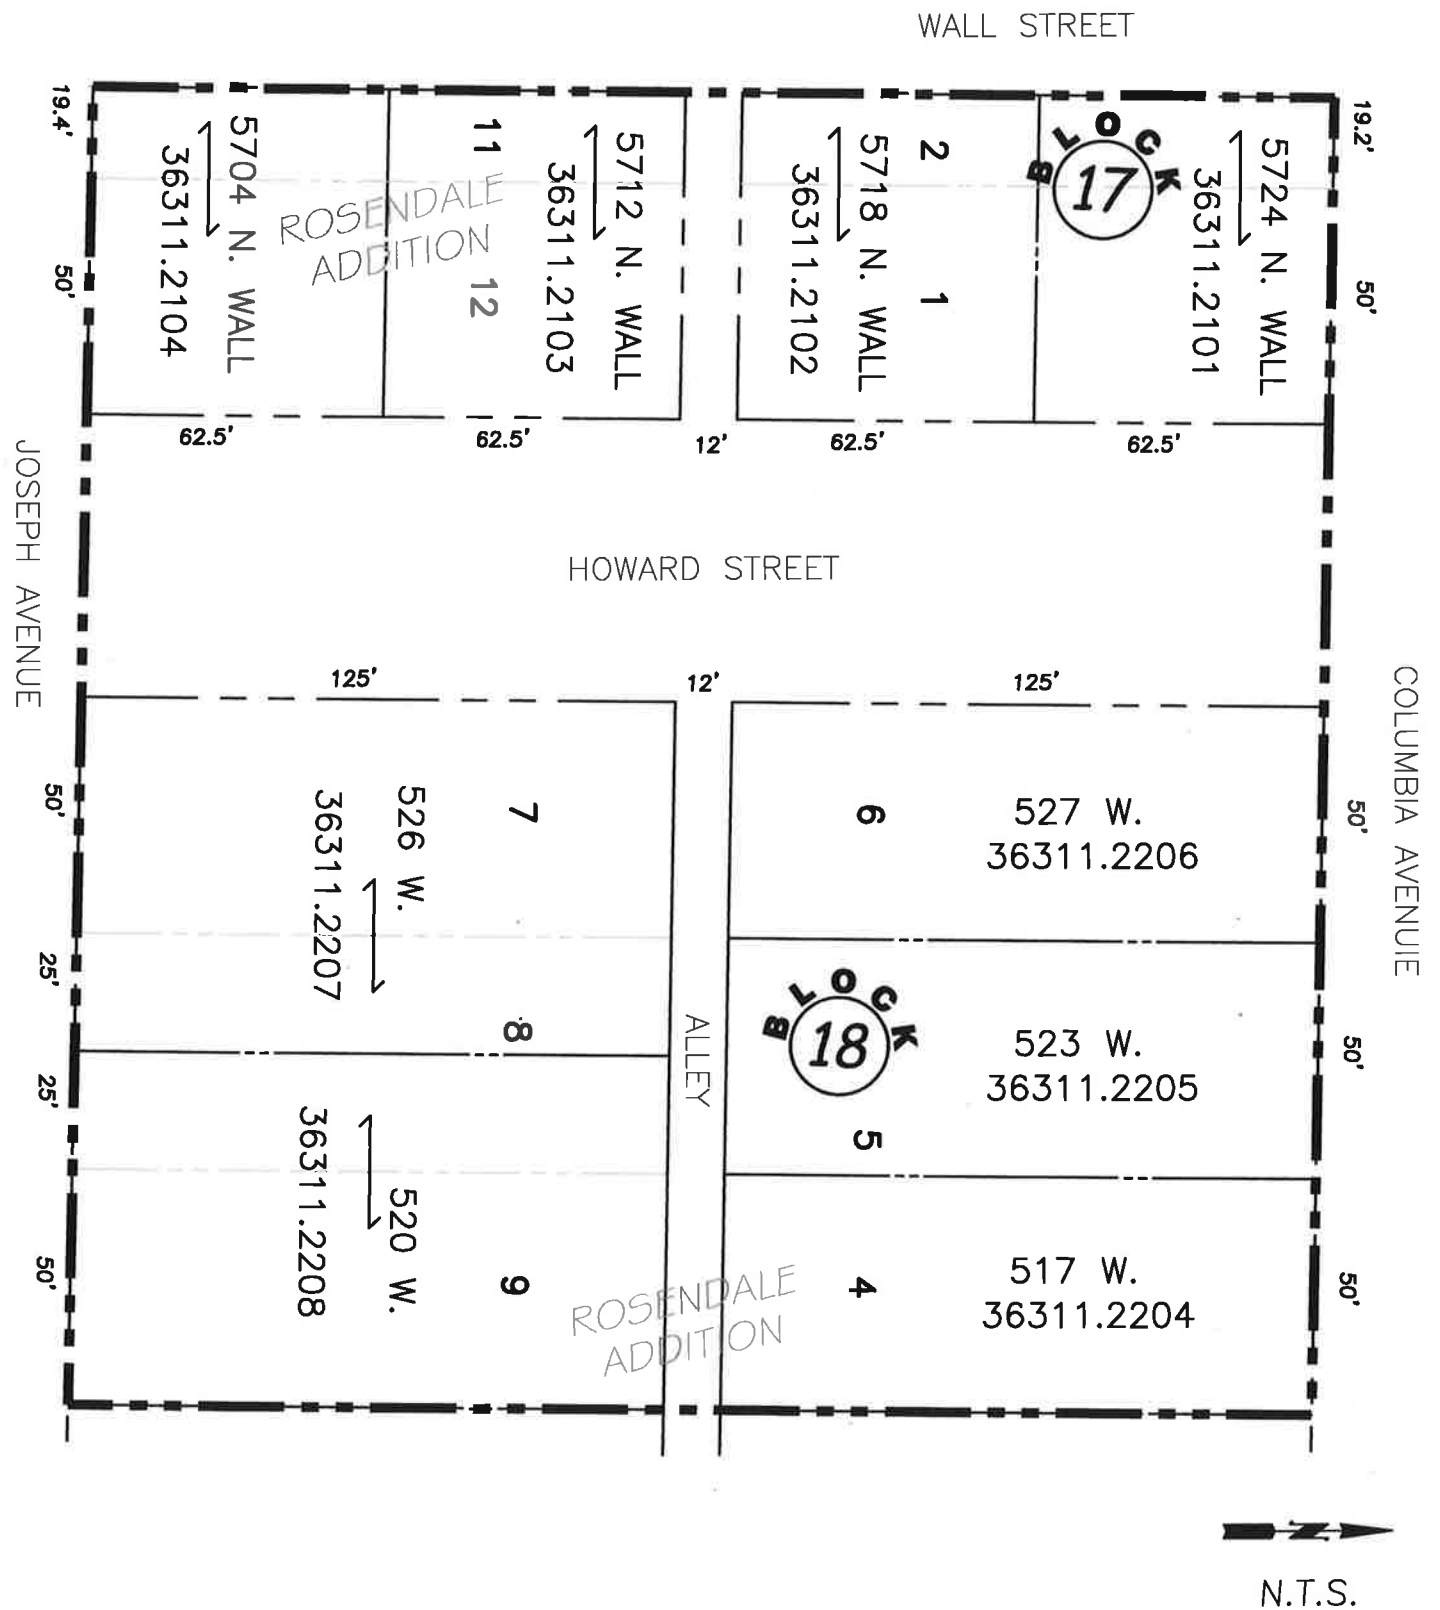 WALL STREET
19.4'
50'
5704 N. WALL
36311.2104
11
12
ROSENDALE
ADDITION
5712 N. WALL
36311.2103
5718 N. WALL
36311.2102
2
1
BLOCK
17
5724 N. WALL
36311.2101
19.2'
50'
62.5'
62.5'
12'
62.5'
62.5'
JOSEPH AVENUE
HOWARD STREET
COLUMBIA AVENUIE
125'
12'
125'
50'
25'
25'
50'
7
526 W.
36311.2207
8
520 W.
36311.2208
9
ALLEY
6
527 W.
36311.2206
BLOCK
18
523 W.
36311.2205
5
517 W.
36311.2204
4
ROSENDALE
ADDITION
50'
50'
50'
N
N.T.S.